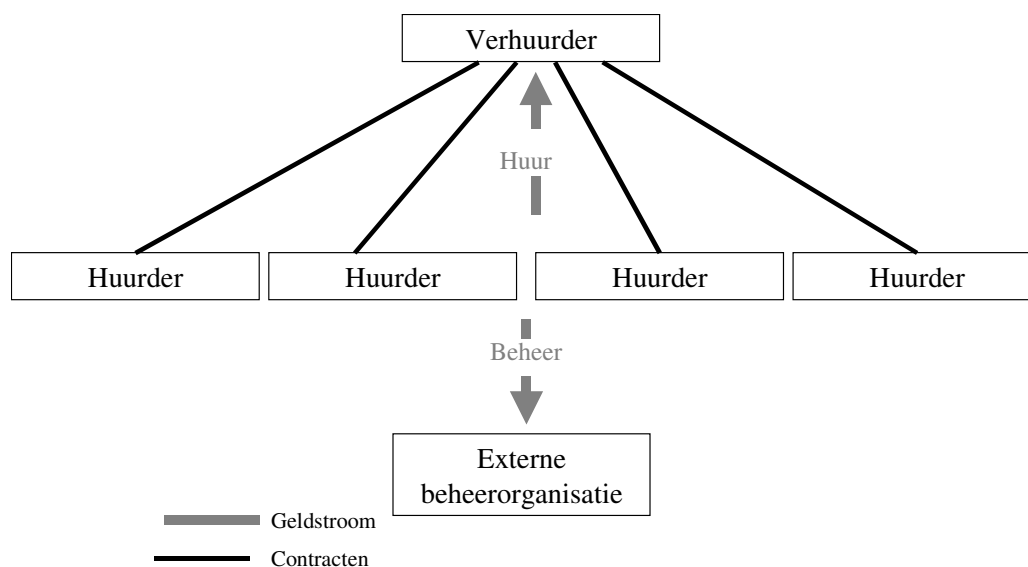 Verhuurder
Huur
Huurder
Huurder
Huurder
Huurder
Beheer
Externe
beheerorganisatie
Geldstroom
Contracten